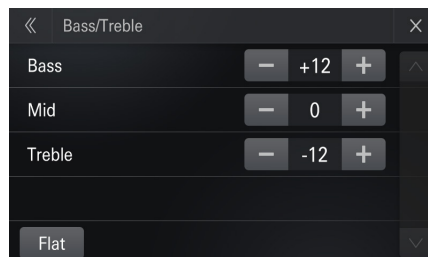 Bass/Treble
Bass - +12 +
Mid - 0 +
Treble - -12 +
Flat